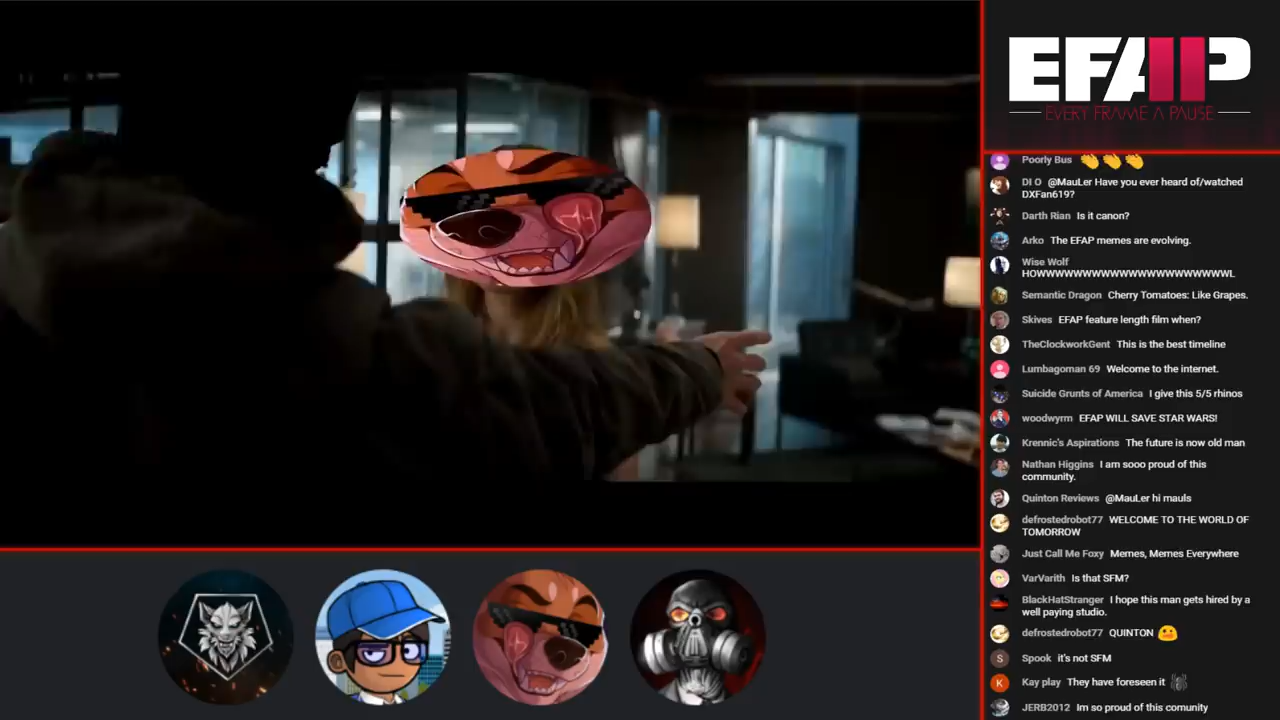 EFAP
EVERY FRAME A PAUSE
Poorly Bus 👏👏👏
DI O @MauLer Have you ever heard of/watched
DXFan619?
Darth Rian Is it canon?
Arko The EFAP memes are evolving.
Wise Wolf
HOWWWWWWWWWWWWWWWWWWWWWWWL
Semantic Dragon Cherry Tomatoes: Like Grapes.
Skives EFAP feature length film when?
TheClockworkGent This is the best timeline
Lumbagoman 69 Welcome to the internet.
Suicide Grunts of America I give this 5/5 rhinos
woodwyrm EFAP WILL SAVE STAR WARS!
Krennic's Aspirations The future is now old man
Nathan Higgins I am sooo proud of this
community.
Quinton Reviews @MauLer hi mauls
defrostedrobot77 WELCOME TO THE WORLD OF
TOMORROW
Just Call Me Foxy Memes, Memes Everywhere
VarVarith Is that SFM?
BlackHatStranger I hope this man gets hired by a
well paying studio.
defrostedrobot77 QUINTON
S
Spook it's not SFM
K
Kay play They have foreseen it
JERB2012 Im so proud of this comunity